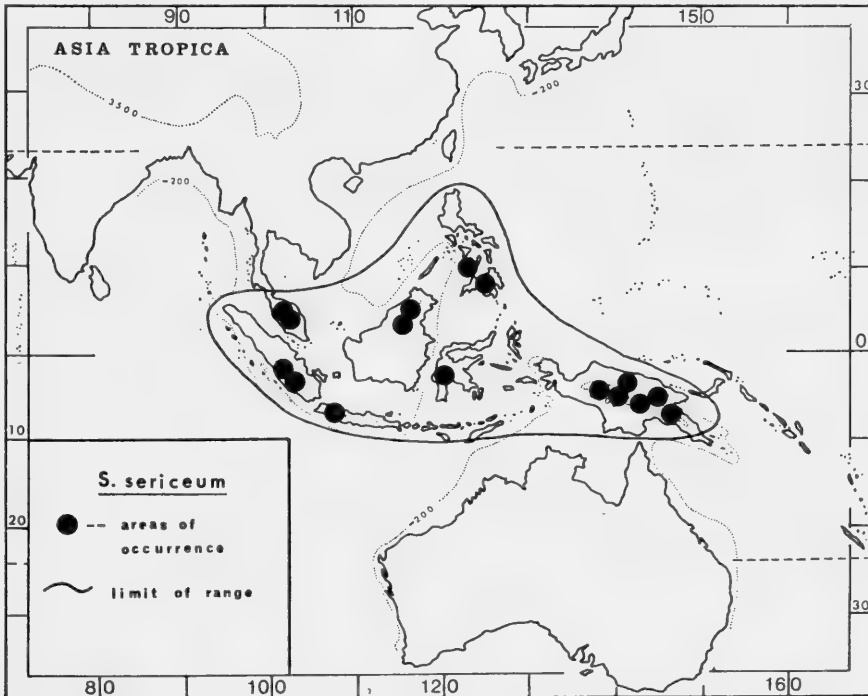 90 110 150
ASIA TROPICA
3500
-200
30
-200
0
10
S. sericeum
-- areas of
occurrence
20
-200
limit of range
30
80 100 120 160